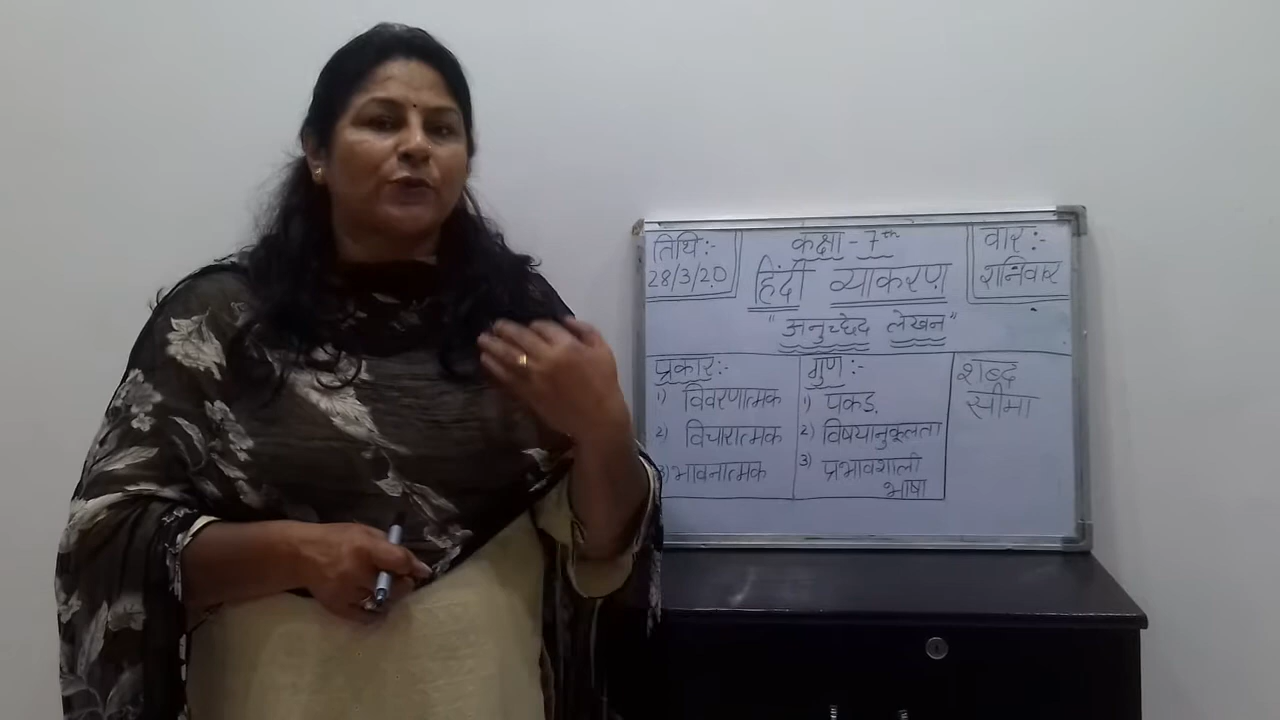 तिथि:-
28/3/20
कक्षा - 7th
हिंदी व्याकरण
वार:-
शनिवार
"अनुच्छेद लेखन"
प्रकार:-
1) विवरणात्मक
2) विचारात्मक
3) भावनात्मक
गुण:-
1) पकड़
2) विषयानुकूलता
3) प्रभावशाली
भाषा
शब्द
सीमा